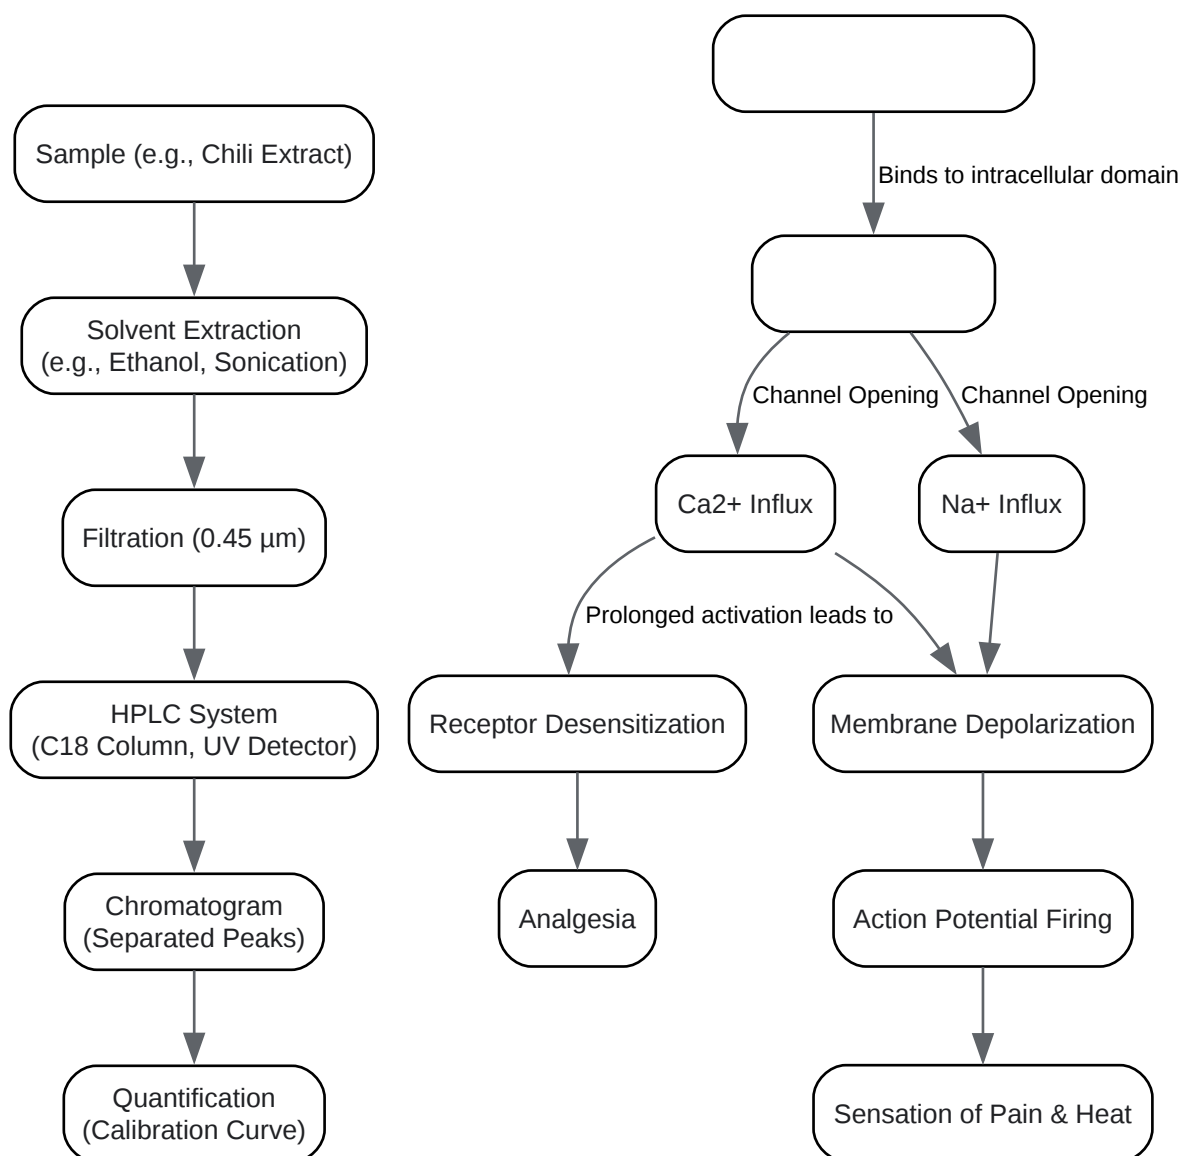 Sample (e.g., Chili Extract)
Solvent Extraction
(e.g., Ethanol, Sonication)
Filtration (0.45 µm)
HPLC System
(C18 Column, UV Detector)
Chromatogram
(Separated Peaks)
Quantification
(Calibration Curve)
Binds to intracellular domain
Channel Opening
Channel Opening
Ca2+ Influx
Na+ Influx
Prolonged activation leads to
Receptor Desensitization
Membrane Depolarization
Analgesia
Action Potential Firing
Sensation of Pain & Heat